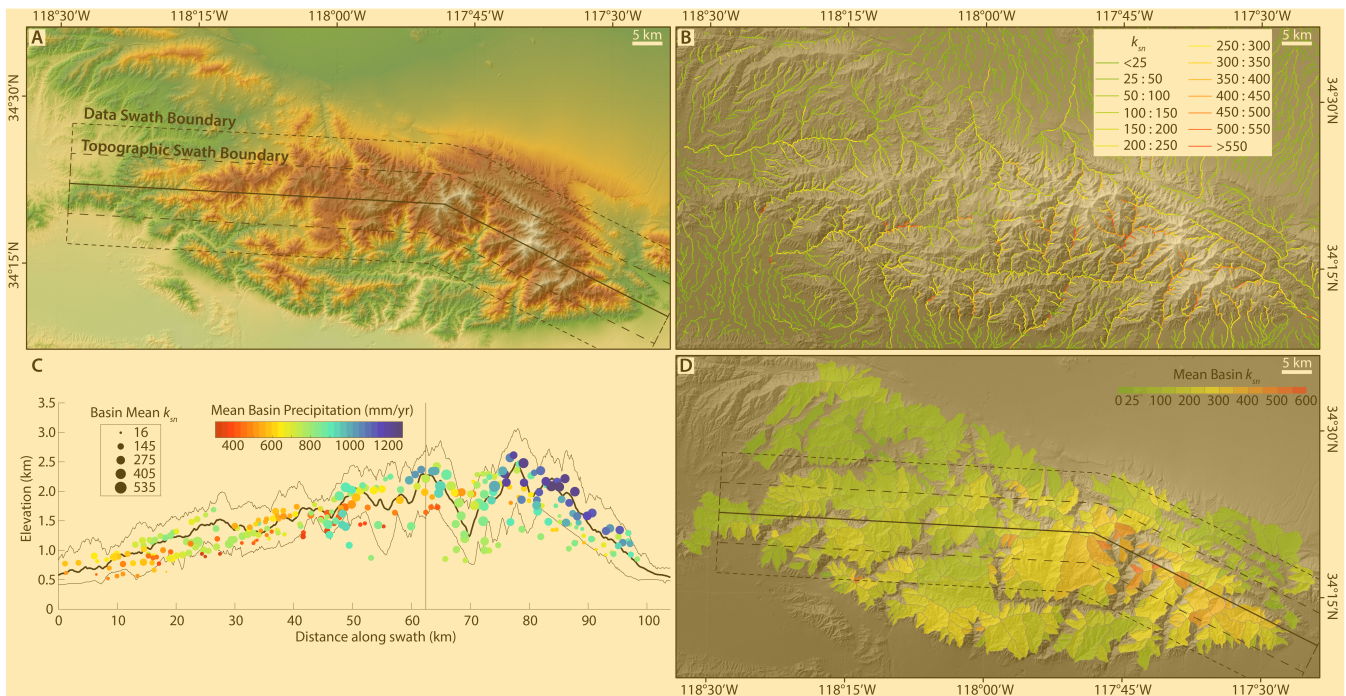 118°30'W 118°15'W 118°00'W 117°45'W 117°30'W
118°15'W 118°00'W 117°45'W 117°30'W
A
5 km
Data Swath Boundary
Topographic Swath Boundary
34°30'N
34°15'N
B
5 km
ksn
<25
25 : 50
50 : 100
100 : 150
150 : 200
200 : 250
250 : 300
300 : 350
350 : 400
400 : 450
450 : 500
500 : 550
>550
34°30'N
34°15'N
C
Basin Mean ksn
16
145
275
405
535
Mean Basin Precipitation (mm/yr)
400 600 800 1000 1200
Elevation (km)
3.5
3.0
2.5
2.0
1.5
1.0
0.5
0
0 10 20 30 40 50 60 70 80 90 100
Distance along swath (km)
D
5 km
Mean Basin ksn
0 25 100 200 300 400 500 600
34°30'N
34°15'N
118°30'W 118°15'W 118°00'W 117°45'W 117°30'W